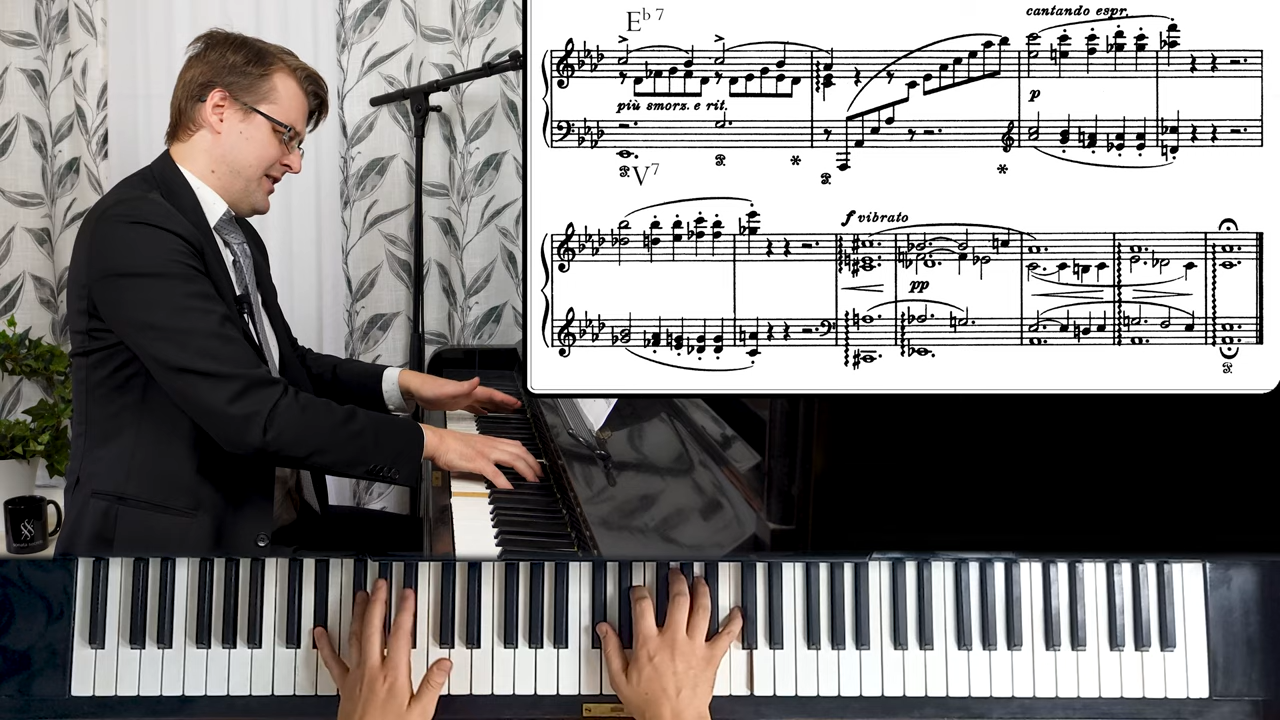 E♭ 7
cantando espr.
più smorz. e rit.
p
V7
f vibrato
pp